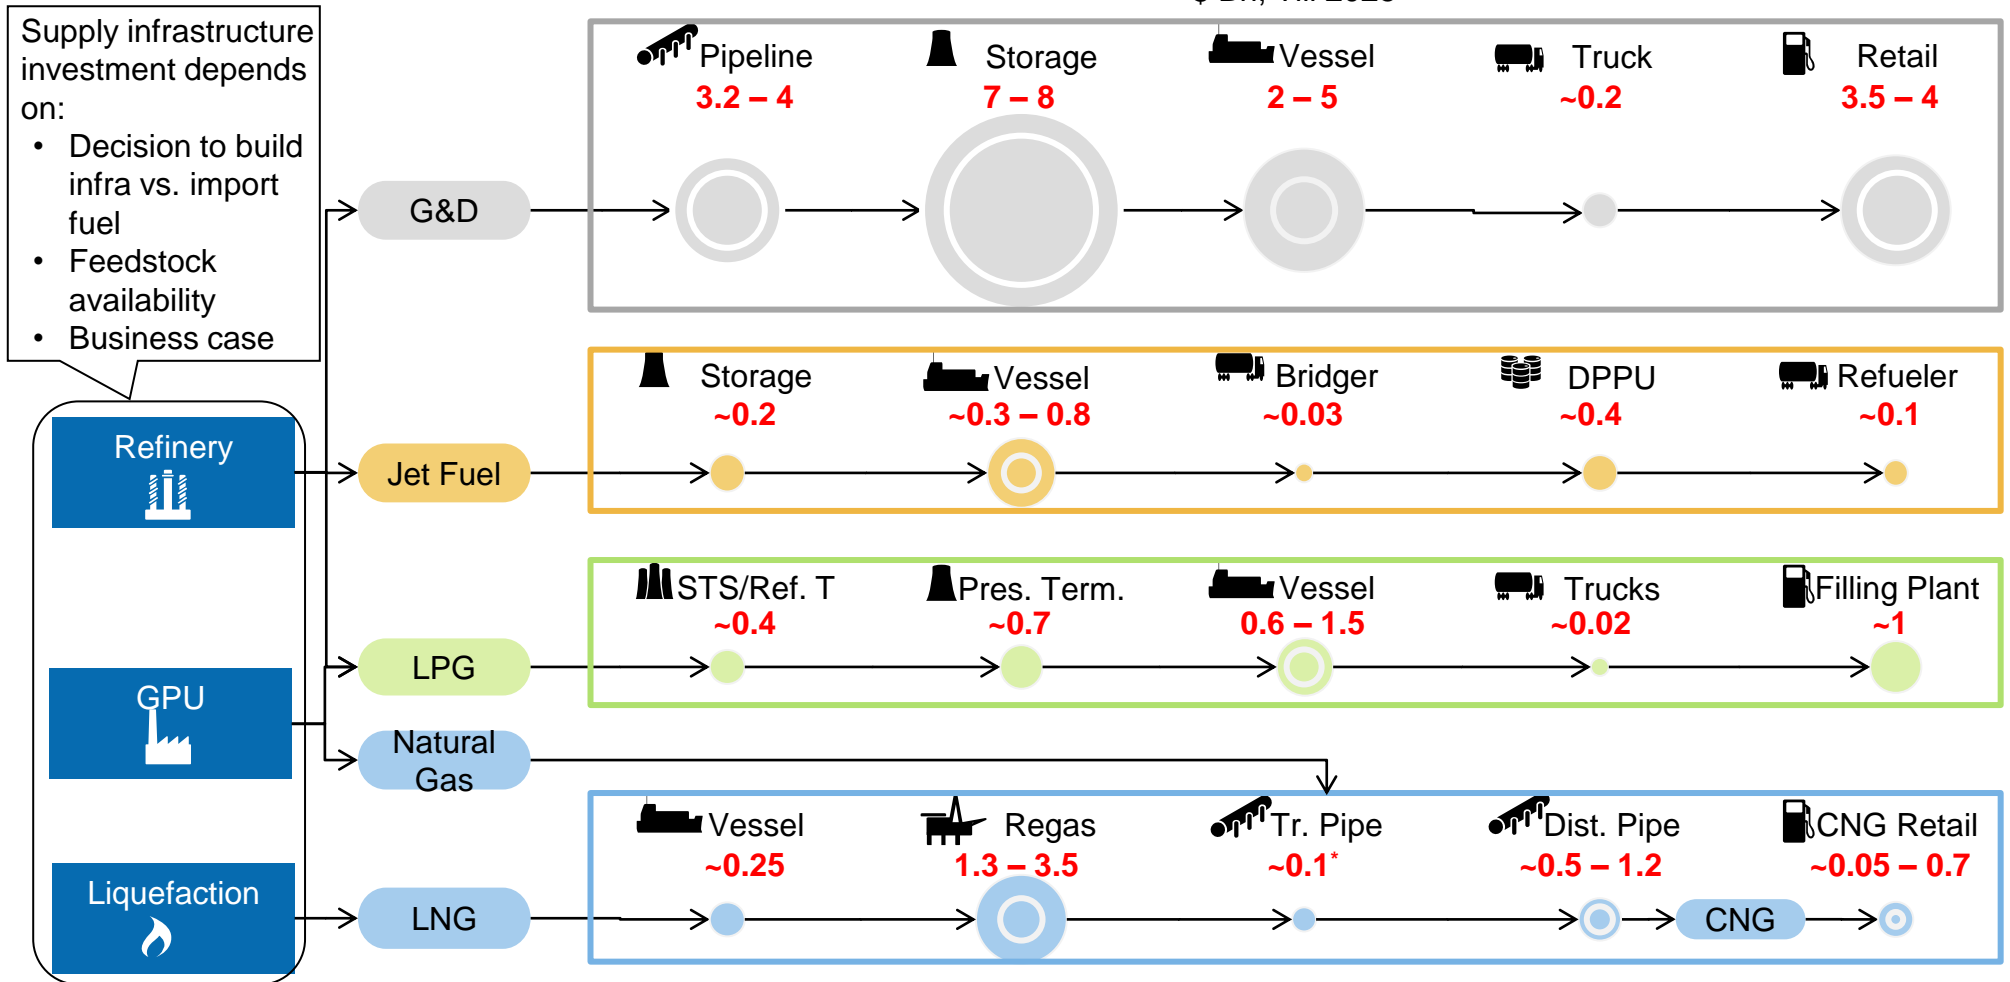 Supply infrastructure
investment depends
on:
• Decision to build
infra vs. import
fuel
• Feedstock
availability
• Business case
Refinery
GPU
Liquefaction
G&D
Pipeline
3.2 – 4
Storage
7 – 8
Vessel
2 – 5
Truck
~0.2
Retail
3.5 – 4
Jet Fuel
Storage
~0.2
Vessel
~0.3 – 0.8
Bridger
~0.03
DPPU
~0.4
Refueler
~0.1
LPG
STS/Ref. T
~0.4
Pres. Term.
~0.7
Vessel
0.6 – 1.5
Trucks
~0.02
Filling Plant
~1
Natural
Gas
LNG
Vessel
~0.25
Regas
1.3 – 3.5
Tr. Pipe
~0.1*
Dist. Pipe
~0.5 – 1.2
CNG
CNG Retail
~0.05 – 0.7